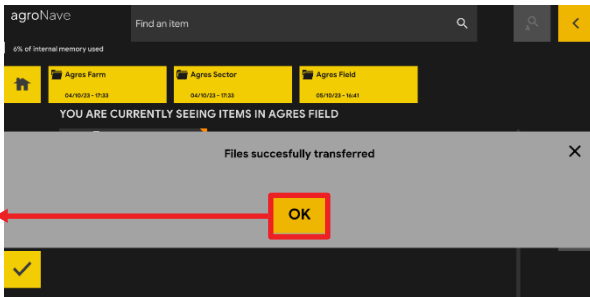 agroNave
Find an item
6% of internal memory used
Agres Farm
04/10/23 - 17:33
Agres Sector
04/10/23 - 17:33
Agres Field
05/10/23 - 16:41
YOU ARE CURRENTLY SEEING ITEMS IN AGRES FIELD
Files succesfully transferred
OK